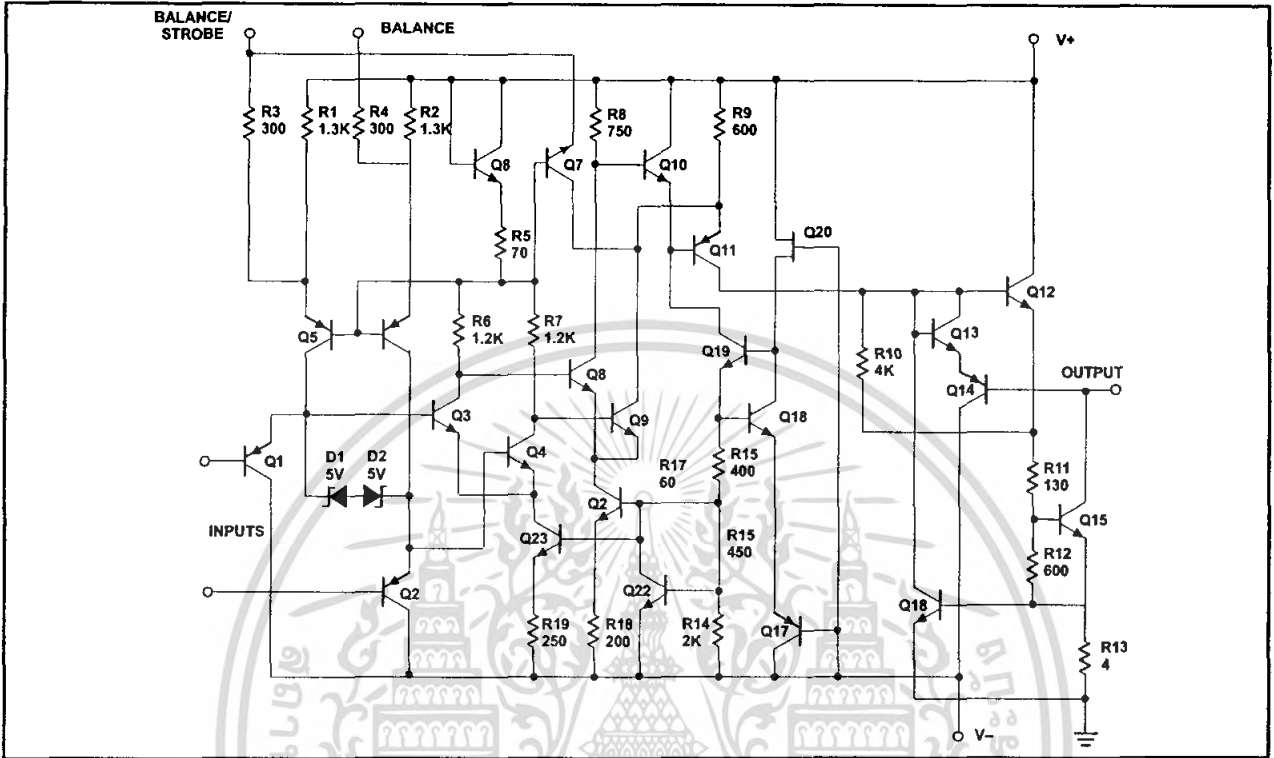 BALANCE/
STROBE
BALANCE
V+
R3
300
R1
1.3K
R4
300
R2
1.3K
Q8
Q7
R8
750
Q10
R9
600
R5
70
Q11
Q20
Q12
Q5
R6
1.2K
R7
1.2K
Q19
R10
4K
Q13
Q14
OUTPUT
Q3
Q8
Q9
Q18
Q1
Q4
D1
5V
D2
5V
R17
60
R15
400
R11
130
INPUTS
Q2
Q23
R15
450
Q15
R12
600
Q2
Q22
Q18
R19
250
R18
200
R14
2K
Q17
R13
4
V–